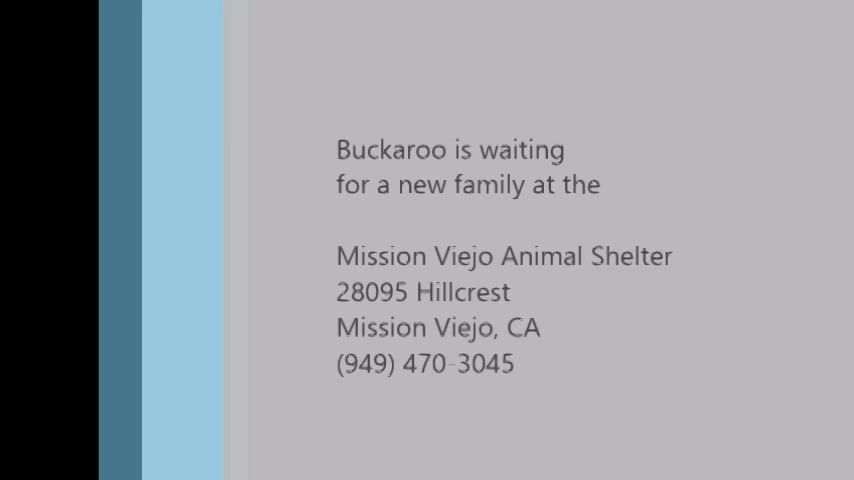 Buckaroo is waiting
for a new family at the
Mission Viejo Animal Shelter
28095 Hillcrest
Mission Viejo, CA
(949) 470-3045